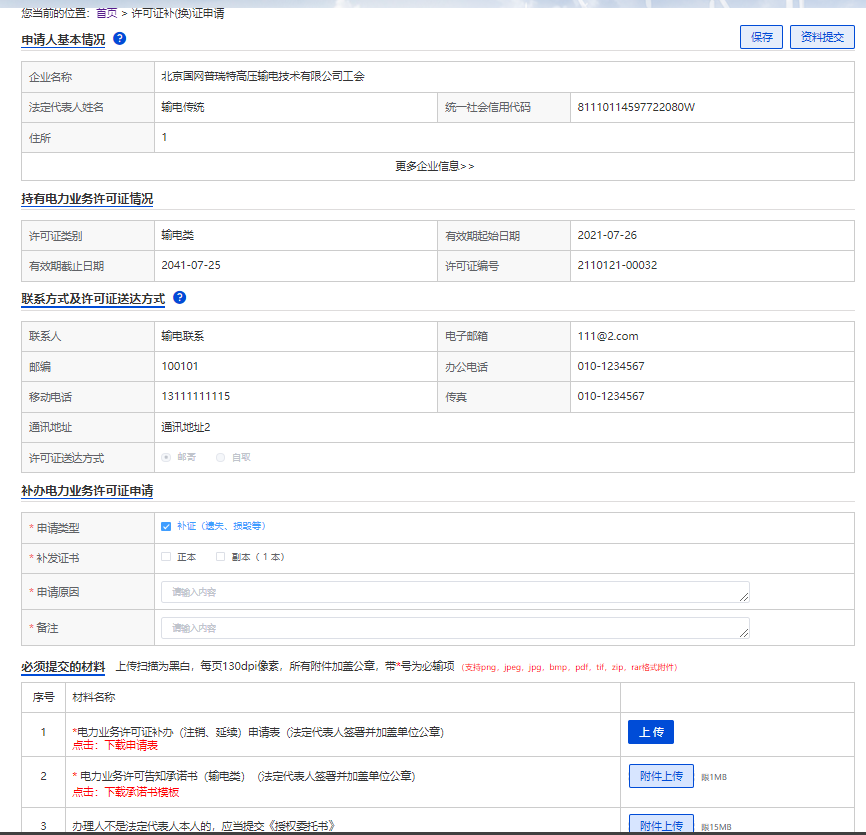 您当前的位置：首页 > 许可证补(换)证申请
申请人基本情况 ?
保存 资料提交
企业名称 北京国网普瑞特高压输电技术有限公司工会
法定代表人姓名 输电传统 统一社会信用代码 81110114597722080W
住所 1
更多企业信息>>
持有电力业务许可证情况
许可证类别 输电类 有效期起始日期 2021-07-26
有效期截止日期 2041-07-25 许可证编号 2110121-00032
联系方式及许可证送达方式 ?
联系人 输电联系 电子邮箱 111@2.com
邮编 100101 办公电话 010-1234567
移动电话 13111111115 传真 010-1234567
通讯地址 通讯地址2
许可证送达方式 邮寄 自取
补办电力业务许可证申请
*申请类型 补证（遗失、损毁等）
*补发证书 正本 副本（ 1 本）
*申请原因 请输入内容
*备注 请输入内容
必须提交的材料 上传扫描为黑白，每页130dpi像素，所有附件加盖公章，带*号为必输项（支持png，jpeg，jpg，bmp，pdf，tif，zip，rar格式附件）
序号 材料名称
1 *电力业务许可证补办（注销、延续）申请表（法定代表人签署并加盖单位公章） 上传
点击：下载申请表
2 * 电力业务许可告知承诺书（输电类）（法定代表人签署并加盖单位公章） 附件上传 限1MB
点击：下载承诺书模板
3 办理人不是法定代表人本人的，应当提交《授权委托书》 附件上传 限15MB